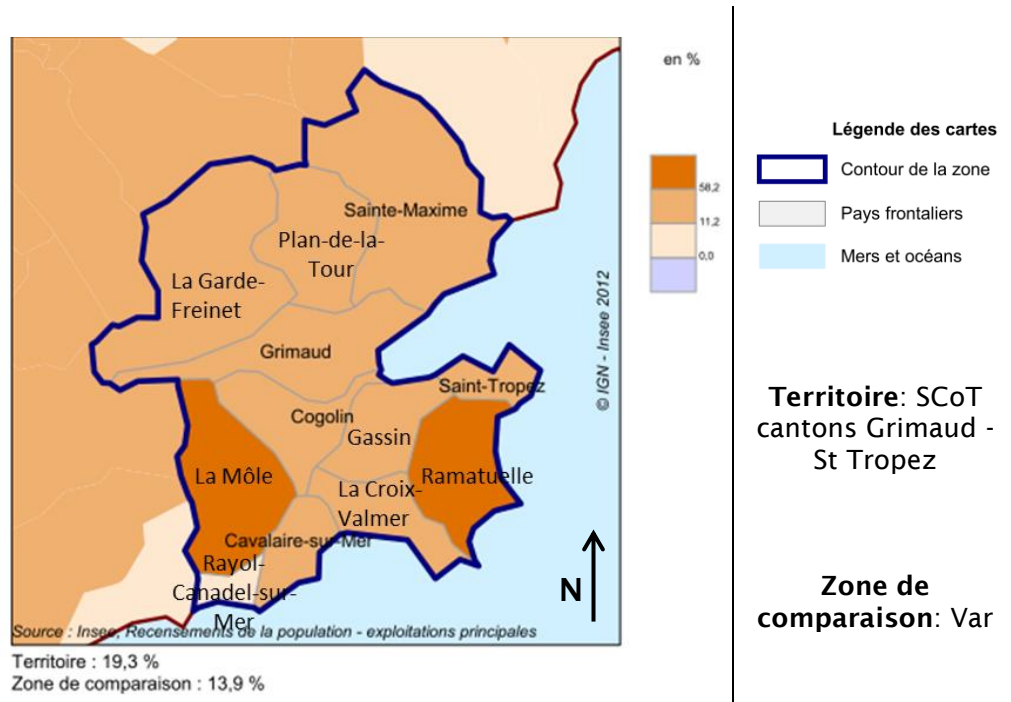 en %
58,2
11,2
0,0
Sainte-Maxime
Plan-de-la-
Tour
La Garde-
Freinet
Grimaud
Saint-Tropez
Cogolin
Gassin
La Môle
Ramatuelle
La Croix-
Valmer
Cavalaire-sur-Mer
Rayol-
Canadel-sur-
Mer
N
© IGN - Insee 2012
Source : Insee, Recensements de la population - exploitations principales
Territoire : 19,3 %
Zone de comparaison : 13,9 %
Légende des cartes
Contour de la zone
Pays frontaliers
Mers et océans
Territoire: SCoT
cantons Grimaud -
St Tropez
Zone de
comparaison: Var